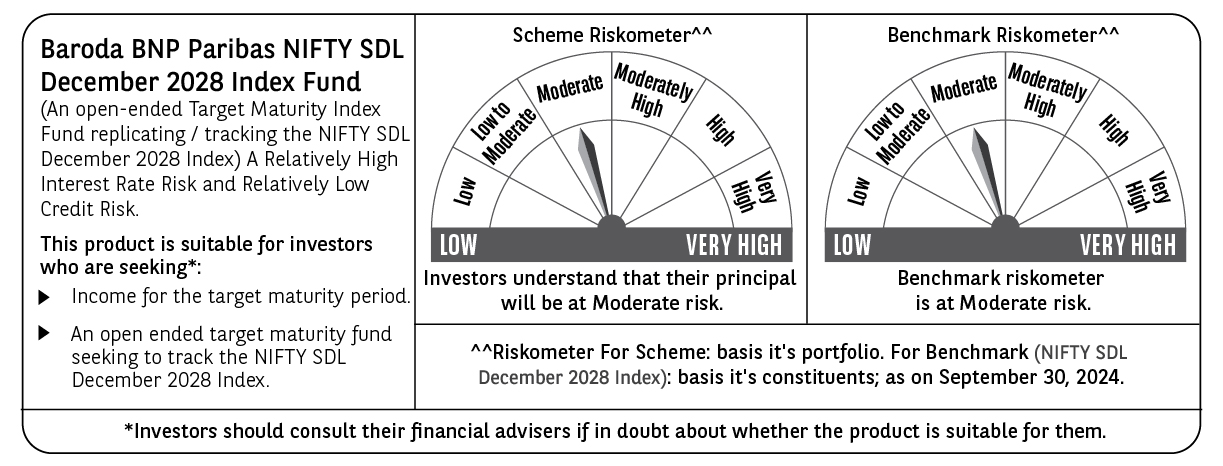 Baroda BNP Paribas NIFTY SDL
December 2028 Index Fund
(An open-ended Target Maturity Index
Fund replicating / tracking the NIFTY SDL
December 2028 Index) A Relatively High
Interest Rate Risk and Relatively Low
Credit Risk.
This product is suitable for investors
who are seeking*:
Income for the target maturity period.
An open ended target maturity fund
seeking to track the NIFTY SDL
December 2028 Index.
Scheme Riskometer^^
Low
Low to
Moderate
Moderate
Moderately
High
High
Very
High
LOW VERY HIGH
Investors understand that their principal
will be at Moderate risk.
Benchmark Riskometer^^
Low
Low to
Moderate
Moderate
Moderately
High
High
Very
High
LOW VERY HIGH
Benchmark riskometer
is at Moderate risk.
^^Riskometer For Scheme: basis it's portfolio. For Benchmark (NIFTY SDL
December 2028 Index): basis it's constituents; as on September 30, 2024.
*Investors should consult their financial advisers if in doubt about whether the product is suitable for them.